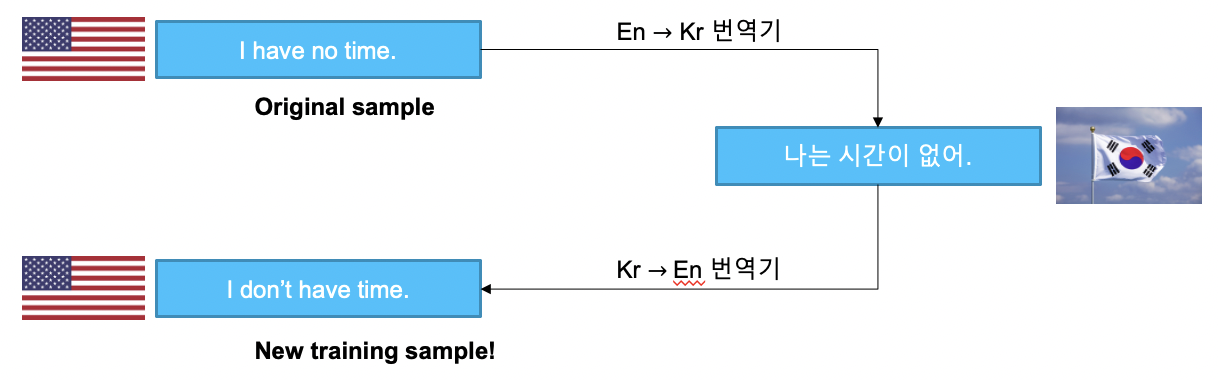 I have no time.
En → Kr 번역기
Original sample
나는 시간이 없어.
Kr → En 번역기
I don’t have time.
New training sample!